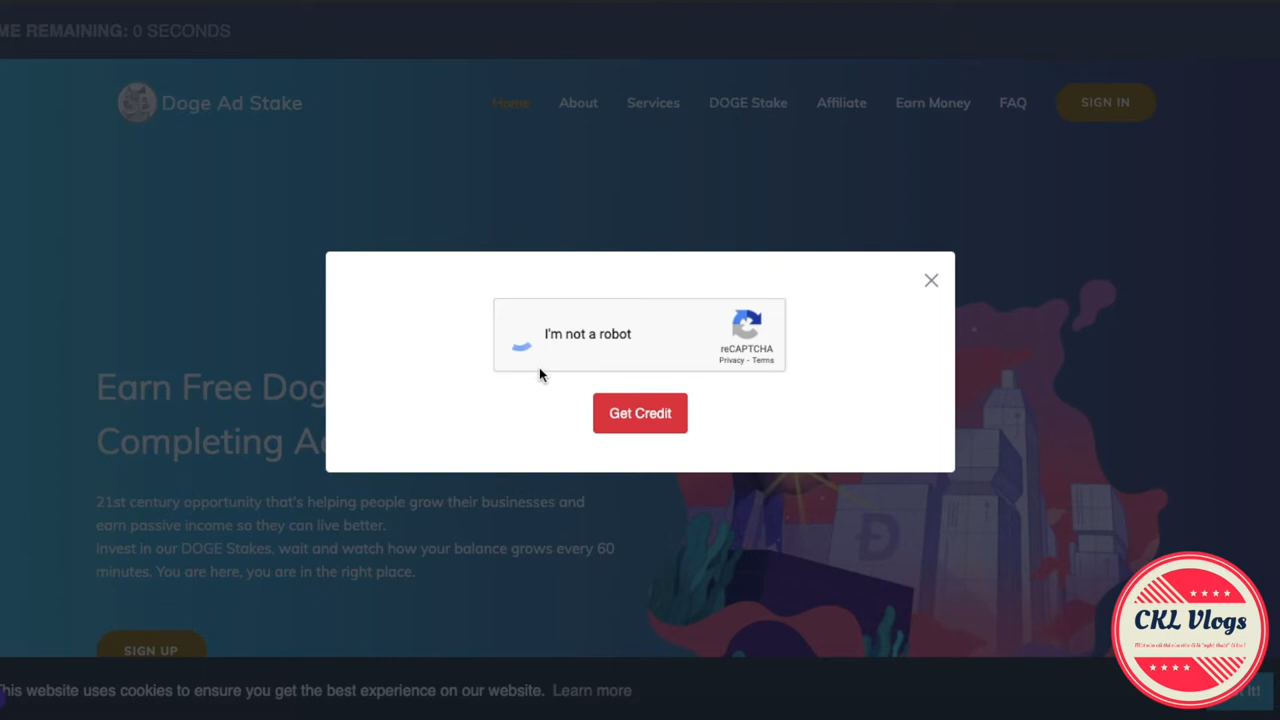 ME REMAINING: 0 SECONDS
Doge Ad Stake
Home
About
Services
DOGE Stake
Affiliate
Earn Money
FAQ
SIGN IN
I'm not a robot
reCAPTCHA
Privacy - Terms
Get Credit
Earn Free Dog
Completing A
21st century opportunity that's helping people grow their businesses and
earn passive income so they can live better.
Invest in our DOGE Stakes, wait and watch how your balance grows every 60
minutes. You are here, you are in the right place.
SIGN UP
CKL Vlogs
This website uses cookies to ensure you get the best experience on our website. Learn more
it!